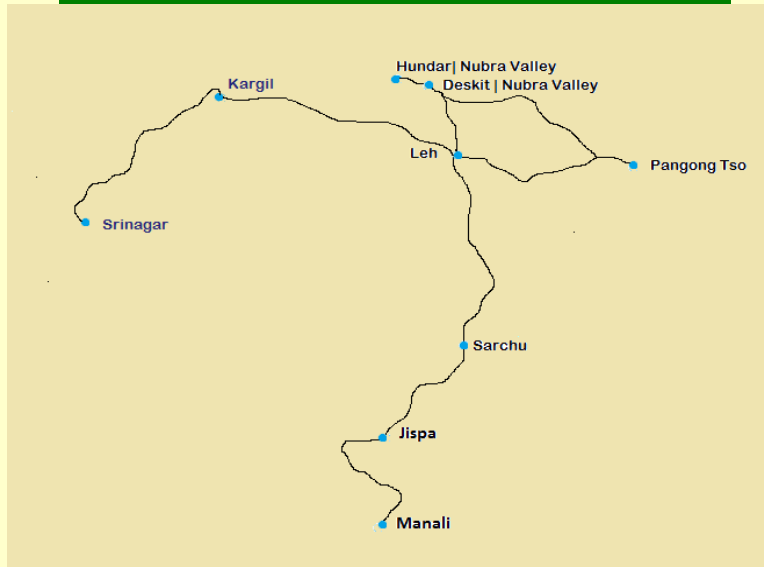 Hundar| Nubra Valley
Deskit | Nubra Valley
Kargil
Leh
Pangong Tso
Srinagar
Sarchu
Jispa
Manali